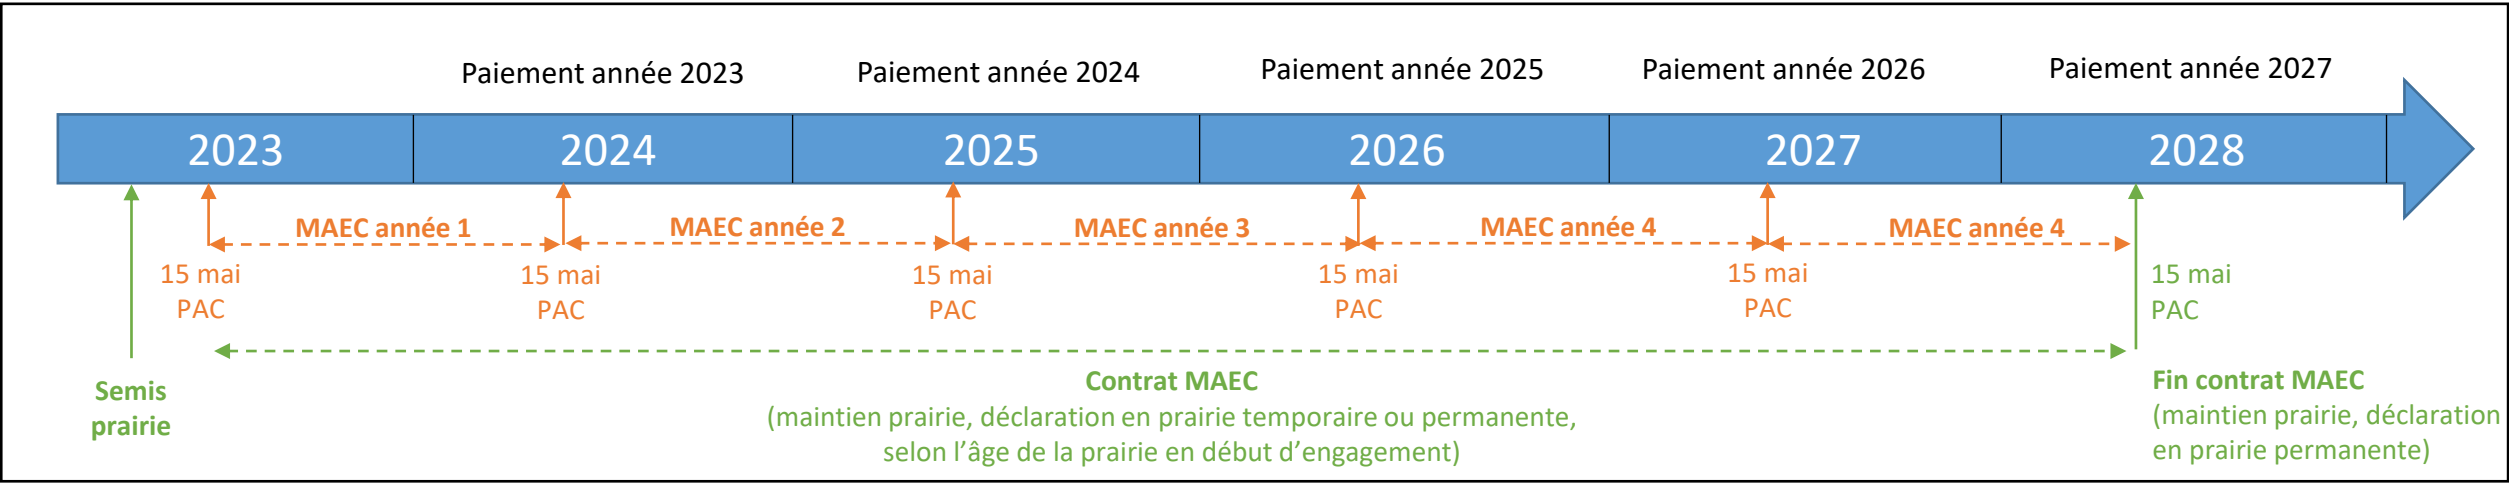 Paiement année 2023
Paiement année 2024
Paiement année 2025
Paiement année 2026
Paiement année 2027
2023
2024
2025
2026
2027
2028
MAEC année 1
MAEC année 2
MAEC année 3
MAEC année 4
MAEC année 4
15 mai
PAC
15 mai
PAC
15 mai
PAC
15 mai
PAC
15 mai
PAC
15 mai
PAC
Semis
prairie
Contrat MAEC
(maintien prairie, déclaration en prairie temporaire ou permanente,
selon l’âge de la prairie en début d’engagement)
Fin contrat MAEC
(maintien prairie, déclaration
en prairie permanente)